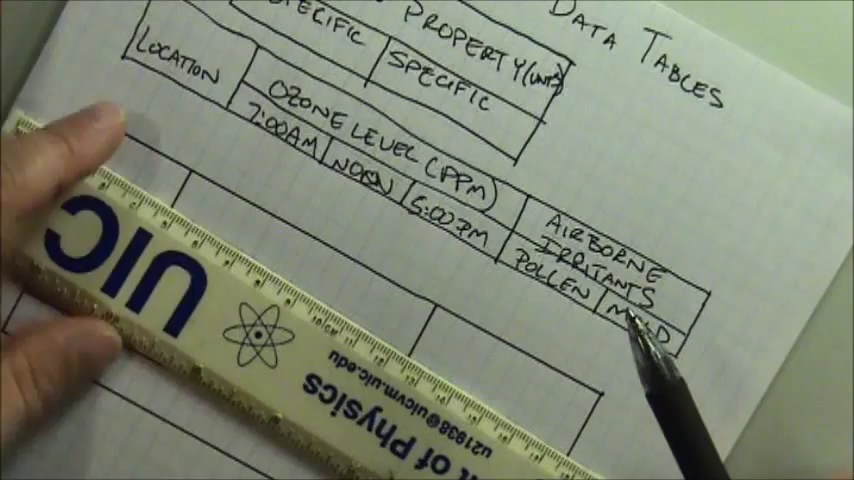 DATA TABLES
PROPERTY (UNITS)
SPECIFIC SPECIFIC
LOCATION OZONE LEVEL (PPM) AIRBORNE IRRITANTS
7:00AM NOON 5:00PM POLLEN MOLD
UIC
t of Physics
u21938@uicvm.uic.edu